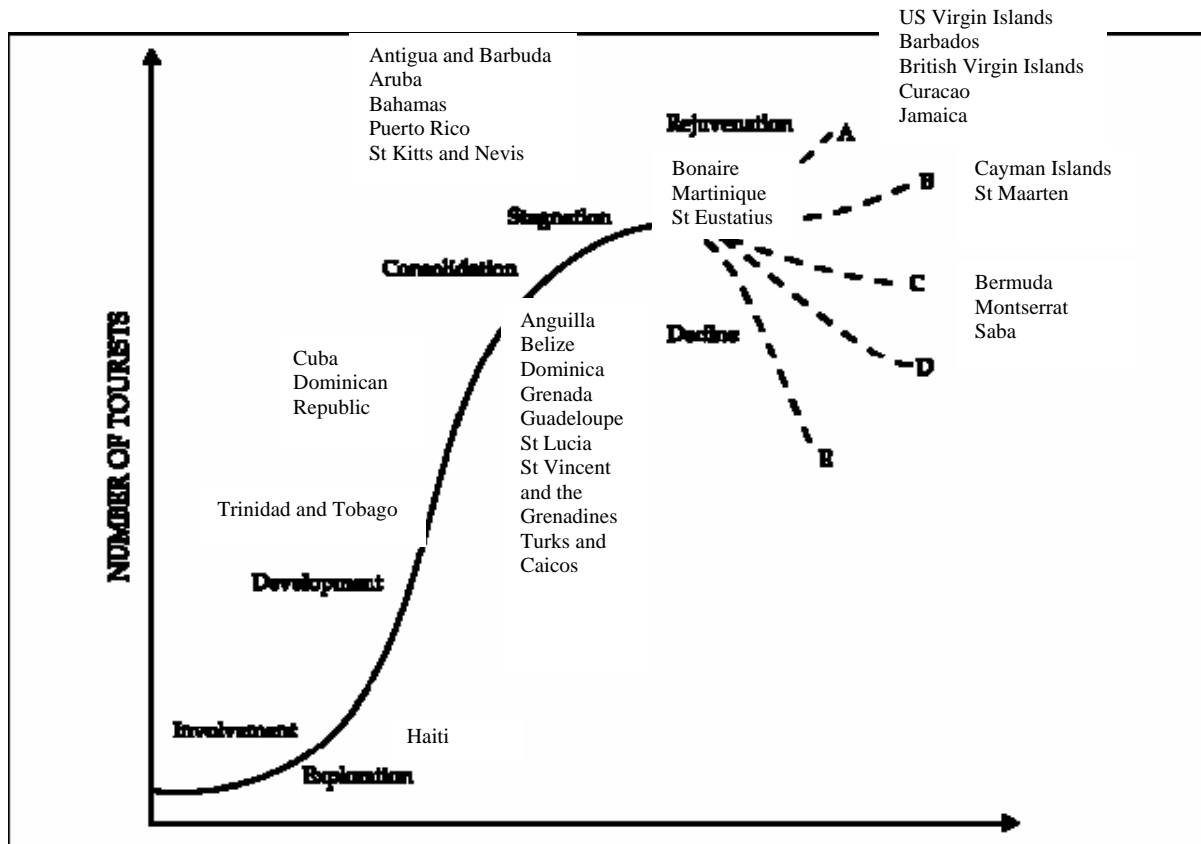 US Virgin Islands
Barbados
British Virgin Islands
Curacao
Jamaica
Antigua and Barbuda
Aruba
Bahamas
Puerto Rico
St Kitts and Nevis
Rejuvenation
A
Bonaire
Martinique
St Eustatius
B
Cayman Islands
St Maarten
Stagnation
Consolidation
C
Bermuda
Montserrat
Saba
Decline
D
E
Anguilla
Belize
Dominica
Grenada
Guadeloupe
St Lucia
St Vincent
and the
Grenadines
Turks and
Caicos
Cuba
Dominican
Republic
NUMBER OF TOURISTS
Trinidad and Tobago
Development
Involvement
Haiti
Exploration